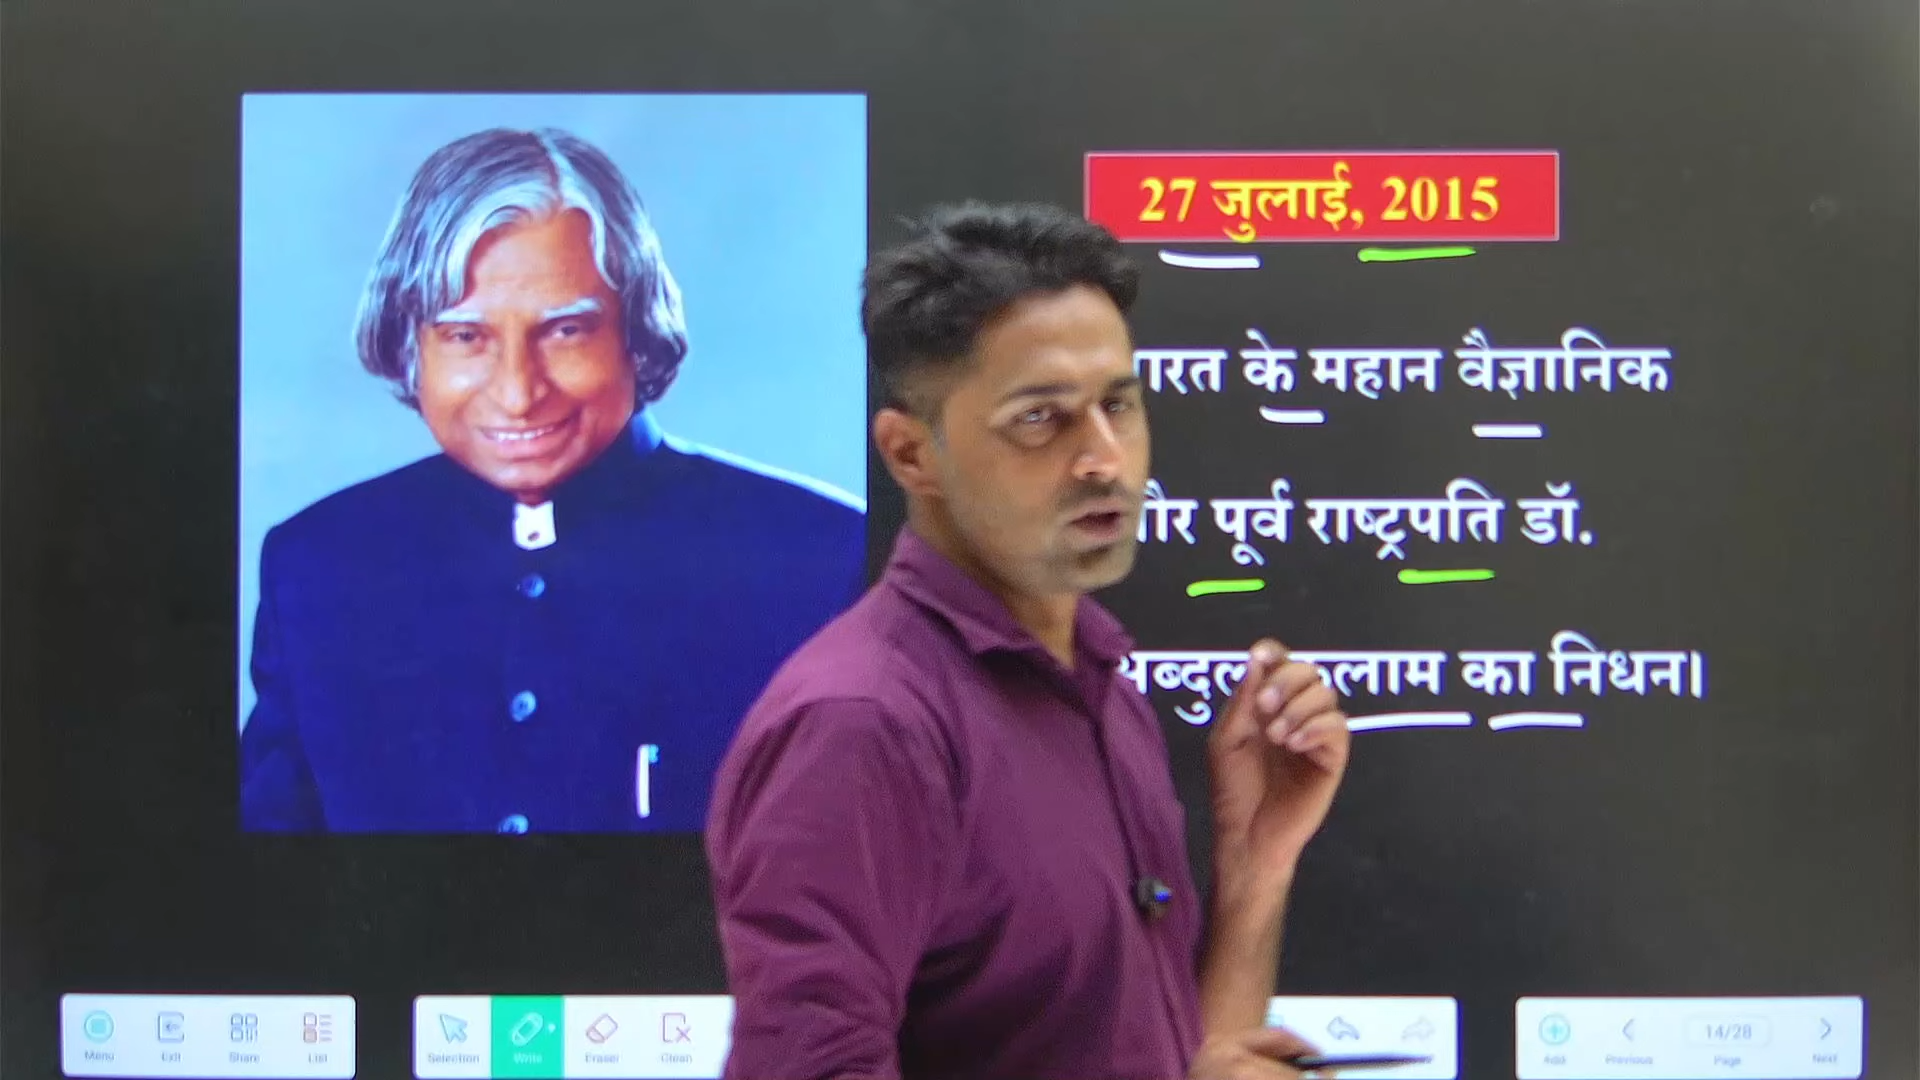 27 जुलाई, 2015
के महान वैज्ञानिक
पूर्व राष्ट्रपति डॉ.
का निधन।
Menu
Exit
Share
List
Selection
Write
Eraser
Clean
Add
Previous
14/28
Page
Next